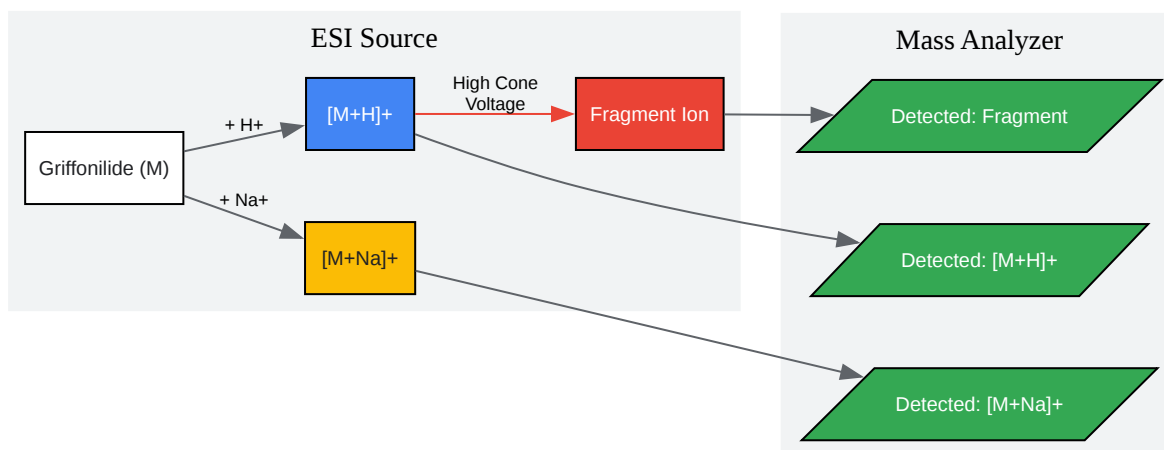 ESI Source
Mass Analyzer
High Cone
Voltage
[M+H]+
Fragment Ion
Detected: Fragment
+ H+
Griffonilide (M)
+ Na+
[M+Na]+
Detected: [M+H]+
Detected: [M+Na]+